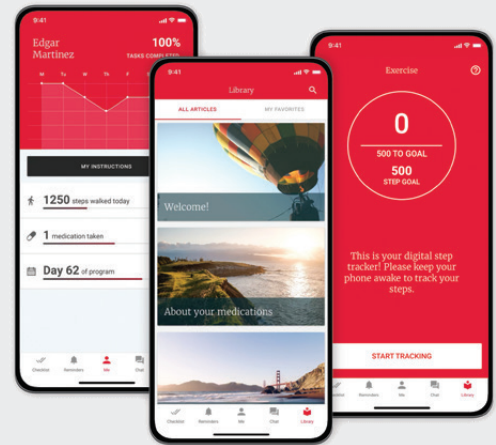 9:41
Edgar
Martinez
100%
TASKS COMPLETED
M Tu W Th F
MY INSTRUCTIONS
1250 steps walked today
1 medication taken
Day 62 of program
Checklist Reminders Me Chat
9:41
Library
ALL ARTICLES MY FAVORITES
Welcome!
About your medications
Checklist Reminders Me Chat Library
9:41
Exercise
0
500 TO GOAL
500
STEP GOAL
This is your digital step
tracker! Please keep your
phone awake to track your
steps.
START TRACKING
Reminders Me Chat Library